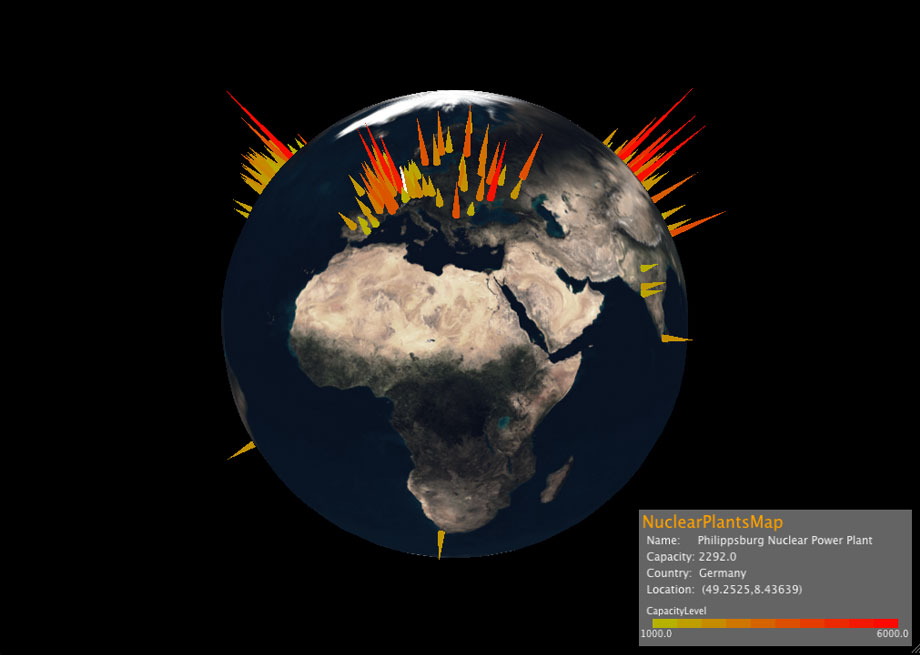 NuclearPlantsMap
Name: Philippsburg Nuclear Power Plant
Capacity: 2292.0
Country: Germany
Location: (49.2525,8.43639)
CapacityLevel
1000.0 6000.0